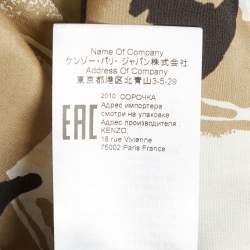 Name Of Company
ケンゾー・パリ・ジャパン株式会社
Address Of Company
東京都港区北青山3-5-29
EAC
2010 СОРОЧКА
Адрес импортера
смотри на упаковке
Адрес производителя
KENZO,
18 rue Vivienne
75002 Paris France